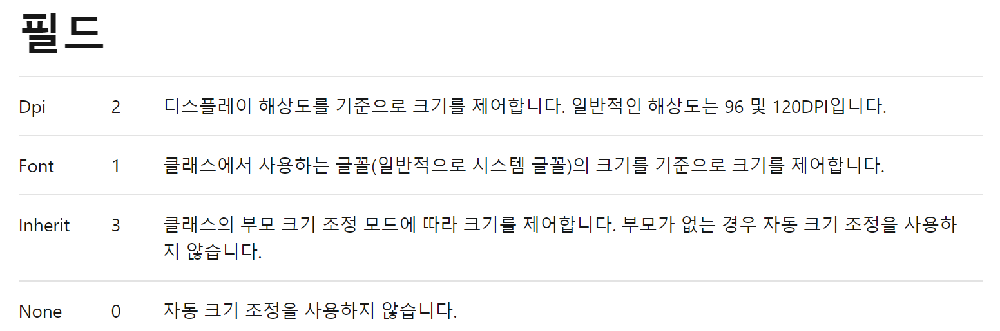 필드
Dpi 2 디스플레이 해상도를 기준으로 크기를 제어합니다. 일반적인 해상도는 96 및 120DPI입니다.
Font 1 클래스에서 사용하는 글꼴(일반적으로 시스템 글꼴)의 크기를 기준으로 크기를 제어합니다.
Inherit 3 클래스의 부모 크기 조정 모드에 따라 크기를 제어합니다. 부모가 없는 경우 자동 크기 조정을 사용하
지 않습니다.
None 0 자동 크기 조정을 사용하지 않습니다.